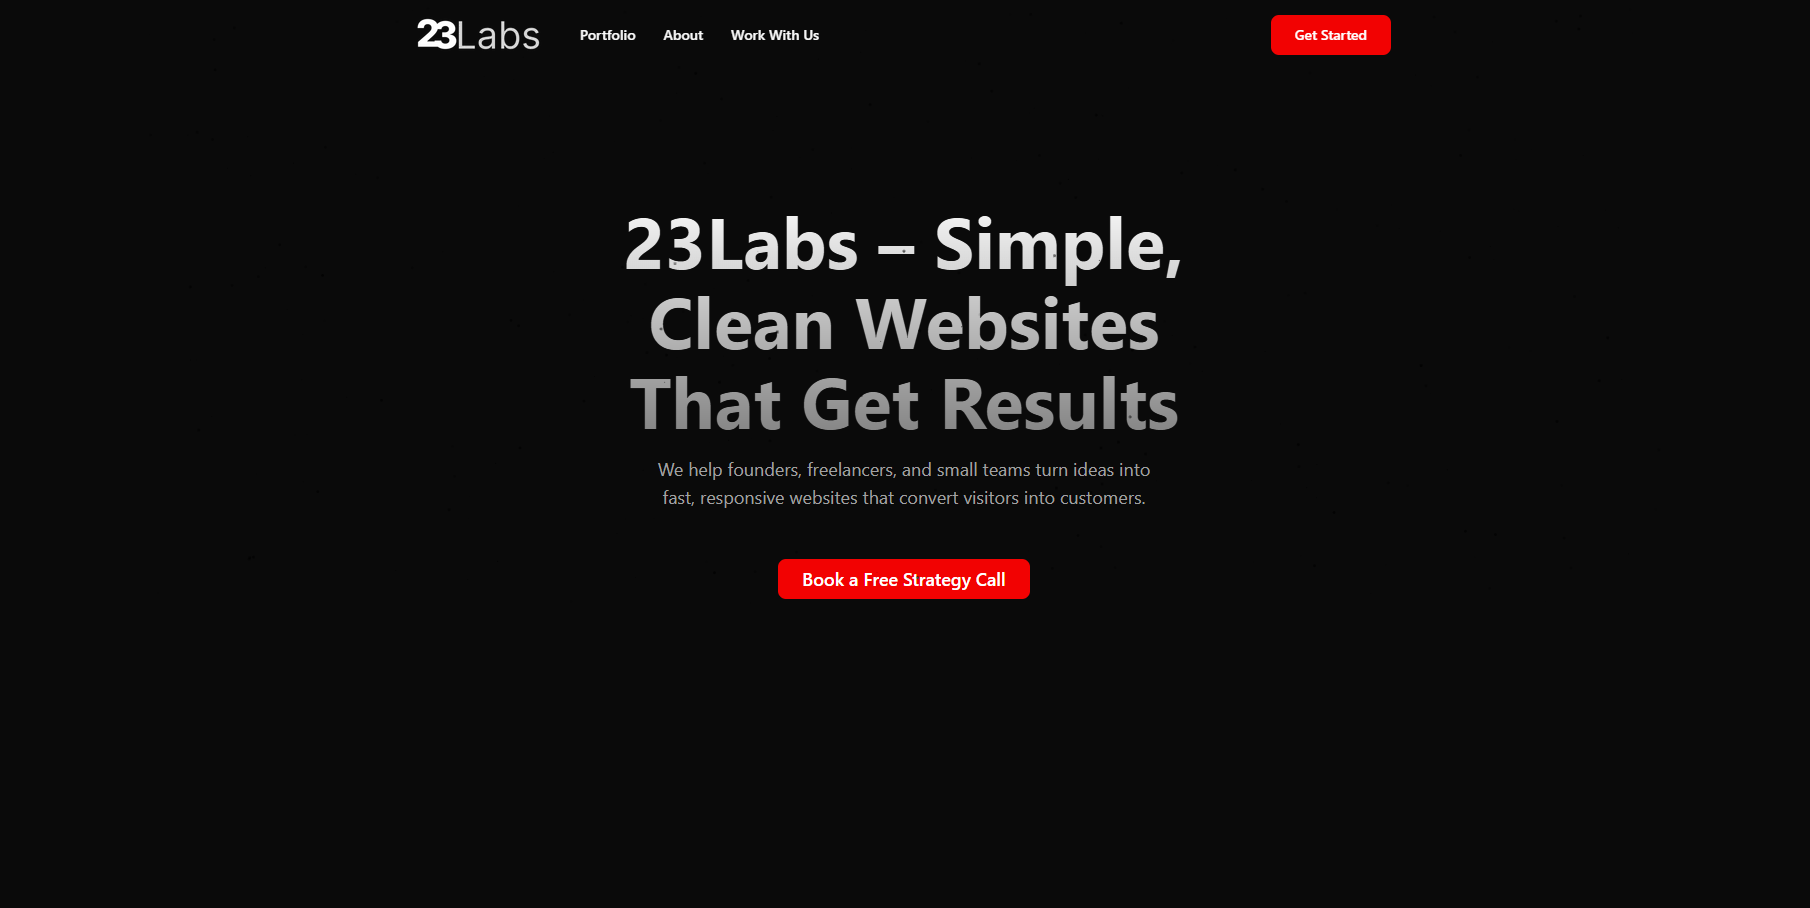 23Labs
Portfolio
About
Work With Us
Get Started
23Labs – Simple,
Clean Websites
That Get Results
We help founders, freelancers, and small teams turn ideas into
fast, responsive websites that convert visitors into customers.
Book a Free Strategy Call